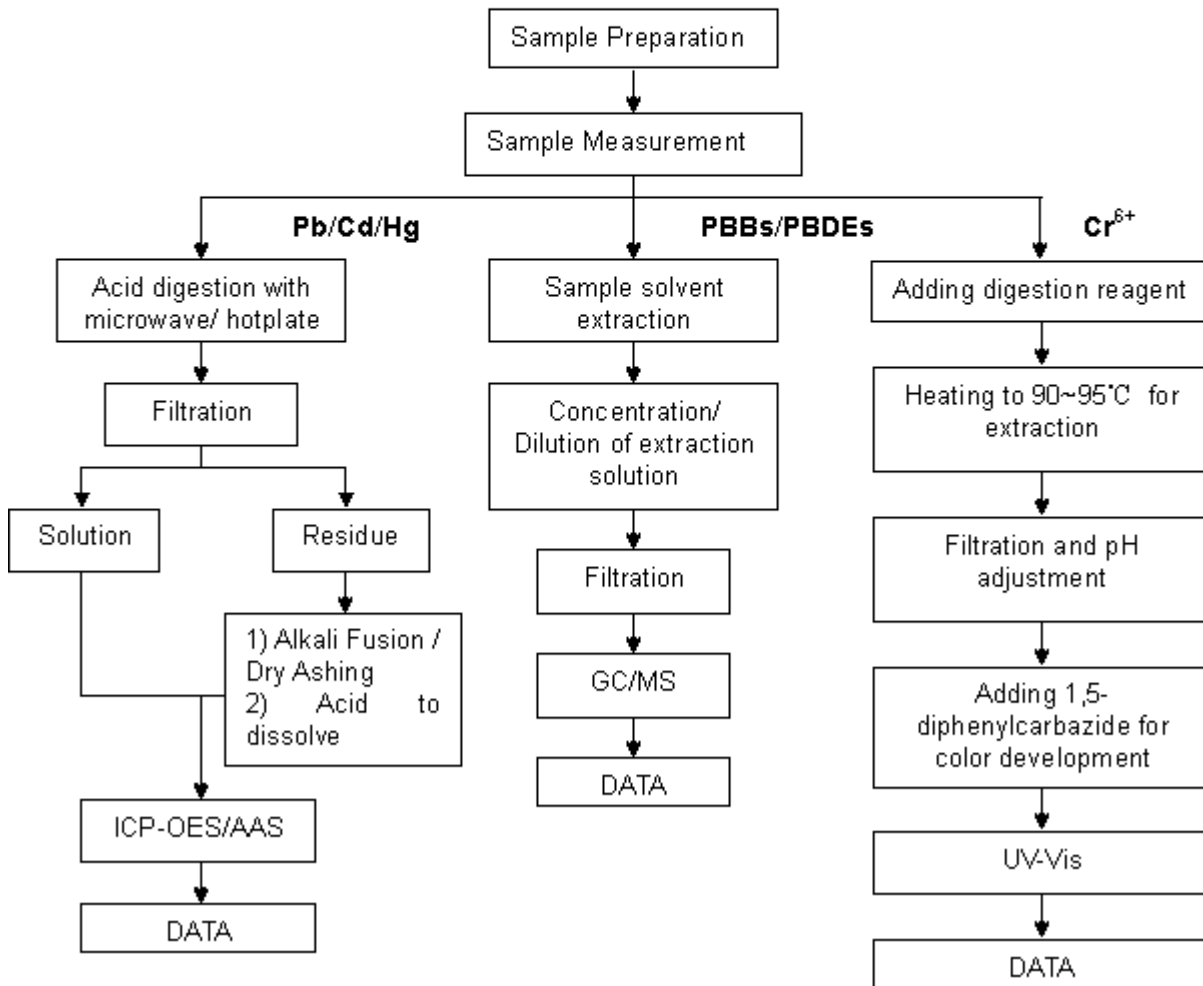 Sample Preparation
Sample Measurement
Pb/Cd/Hg
PBBs/PBDEs
Cr⁶⁺
Acid digestion with
microwave/ hotplate
Filtration
Solution
Residue
1) Alkali Fusion /
Dry Ashing
2) Acid to
dissolve
ICP-OES/AAS
DATA
Sample solvent
extraction
Concentration/
Dilution of extraction
solution
Filtration
GC/MS
DATA
Adding digestion reagent
Heating to 90~95°C for
extraction
Filtration and pH
adjustment
Adding 1,5-
diphenylcarbazide for
color development
UV-Vis
DATA